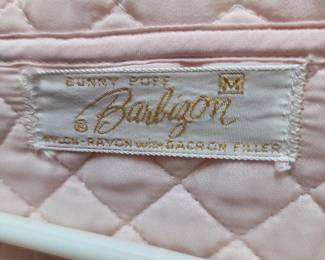 BUNNY PUFF M
Barbizon ®
NYLON-RAYON WITH DACRON FILLER